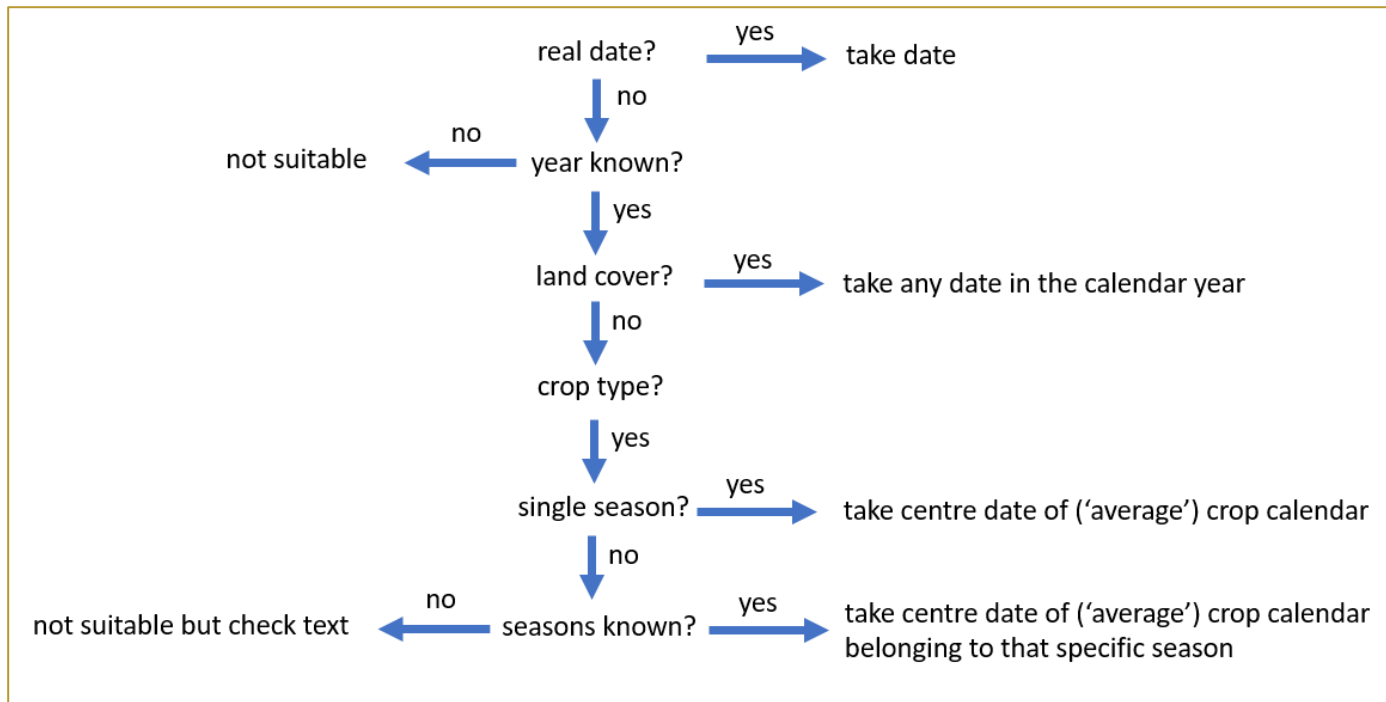 yes
real date?
take date
no
no
not suitable
year known?
yes
yes
land cover?
take any date in the calendar year
no
crop type?
yes
yes
single season?
take centre date of (‘average’) crop calendar
no
no
yes
not suitable but check text
seasons known?
take centre date of (‘average’) crop calendar
belonging to that specific season